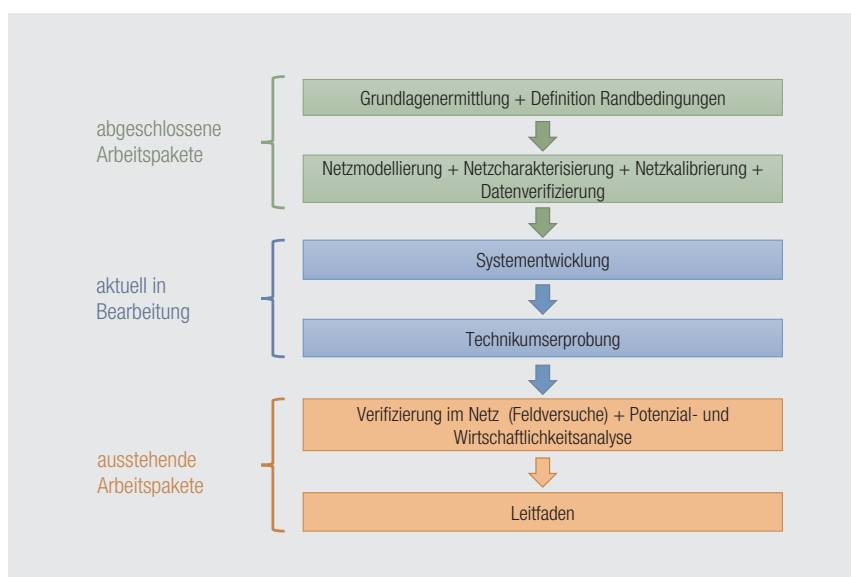 abgeschlossene
Arbeitspakete
Grundlagenermittlung + Definition Randbedingungen
Netzmodellierung + Netzcharakterisierung + Netzkalibrierung +
Datenverifizierung
aktuell in
Bearbeitung
Systementwicklung
Technikumserprobung
ausstehende
Arbeitspakete
Verifizierung im Netz (Feldversuche) + Potenzial- und
Wirtschaftlichkeitsanalyse
Leitfaden